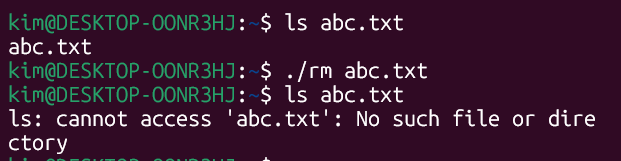 kim@DESKTOP-OONR3HJ:~$ ls abc.txt
abc.txt
kim@DESKTOP-OONR3HJ:~$ ./rm abc.txt
kim@DESKTOP-OONR3HJ:~$ ls abc.txt
ls: cannot access 'abc.txt': No such file or dire
ctory